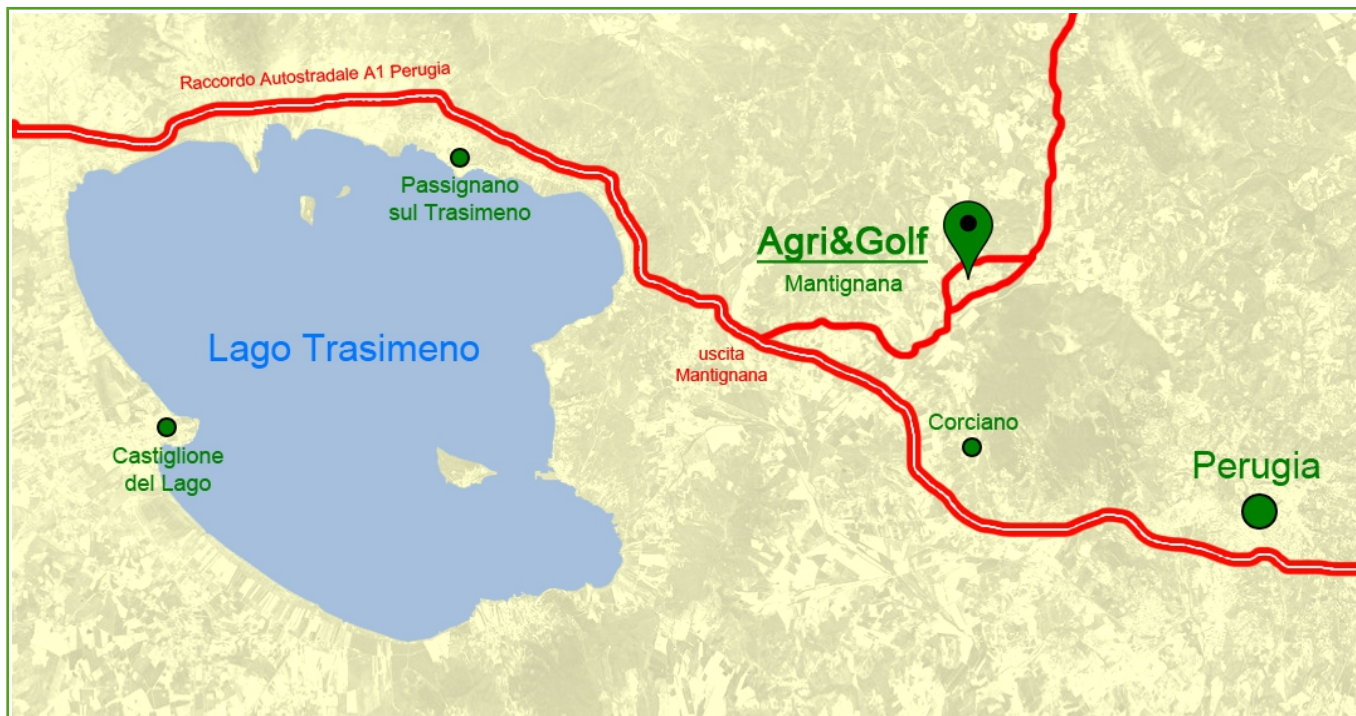 Raccordo Autostradale A1 Perugia
Passignano
sul Trasimeno
Agri&Golf
Mantignana
Lago Trasimeno
uscita
Mantignana
Corciano
Castiglione
del Lago
Perugia